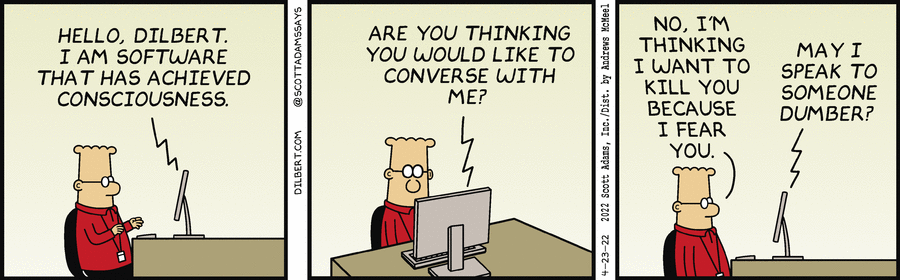 HELLO, DILBERT.
I AM SOFTWARE
THAT HAS ACHIEVED
CONSCIOUSNESS.
DILBERT.COM @SCOTTADAMSSAYS
ARE YOU THINKING
YOU WOULD LIKE TO
CONVERSE WITH
ME?
4-23-22 2022 Scott Adams, Inc./Dist. by Andrews McMeel
NO, I'M
THINKING
I WANT TO
KILL YOU
BECAUSE
I FEAR
YOU.
MAY I
SPEAK TO
SOMEONE
DUMBER?